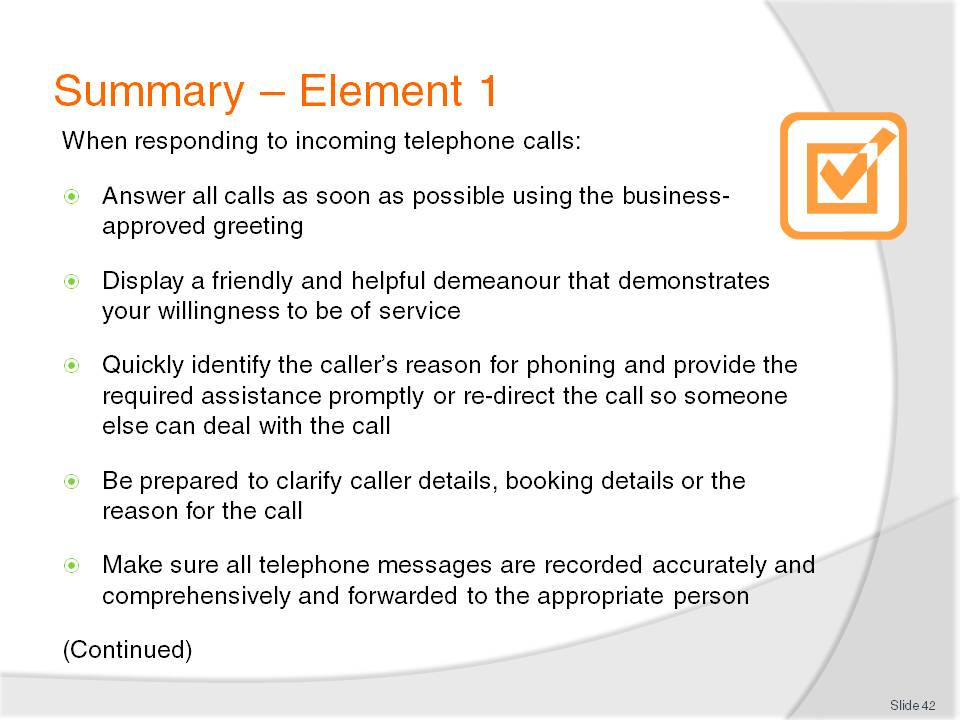 Summary – Element 1
When responding to incoming telephone calls:
Answer all calls as soon as possible using the business-
approved greeting
Display a friendly and helpful demeanour that demonstrates
your willingness to be of service
Quickly identify the caller’s reason for phoning and provide the
required assistance promptly or re-direct the call so someone
else can deal with the call
Be prepared to clarify caller details, booking details or the
reason for the call
Make sure all telephone messages are recorded accurately and
comprehensively and forwarded to the appropriate person
(Continued)
Slide 42